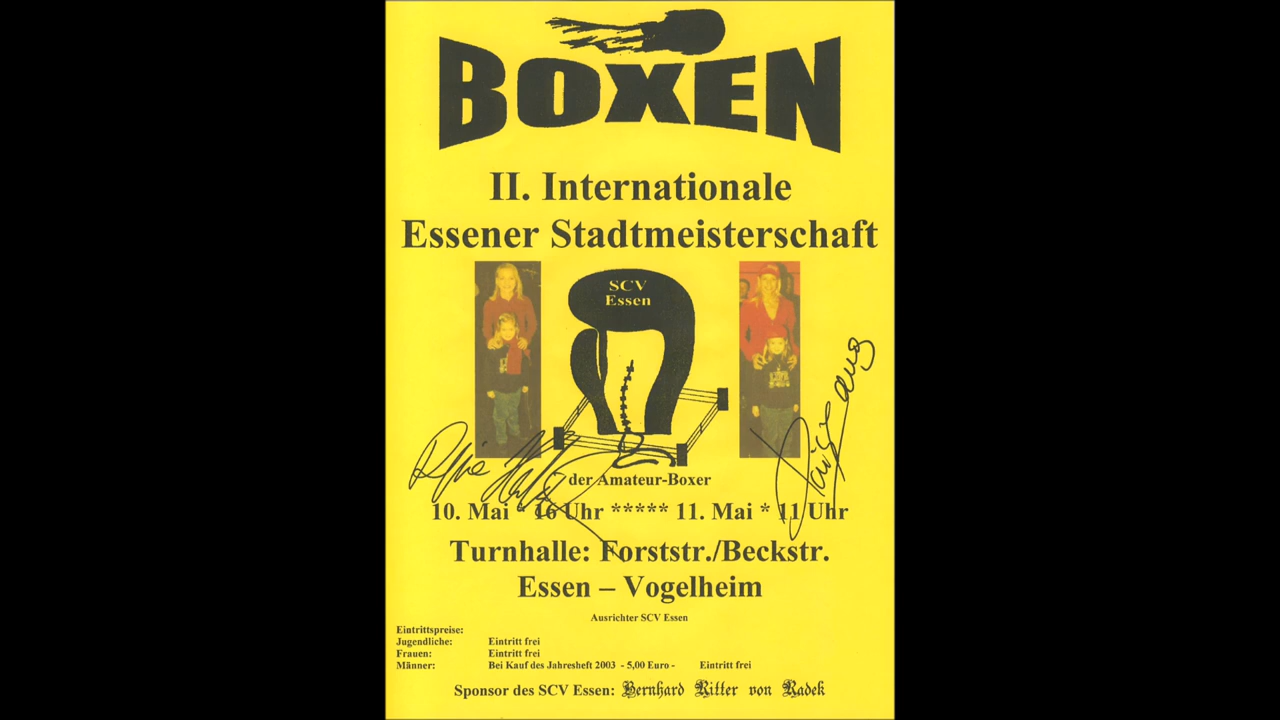 BOXEN
II. Internationale
Essener Stadtmeisterschaft
SCV
Essen
der Amateur-Boxer
10. Mai * 16 Uhr ***** 11. Mai * 11 Uhr
Turnhalle: Forststr./Beckstr.
Essen – Vogelheim
Ausrichter SCV Essen
Eintrittspreise:
Jugendliche: Eintritt frei
Frauen: Eintritt frei
Männer: Bei Kauf des Jahresheft 2003 - 5,00 Euro - Eintritt frei
Sponsor des SCV Essen: Bernhard Ritter von Radek